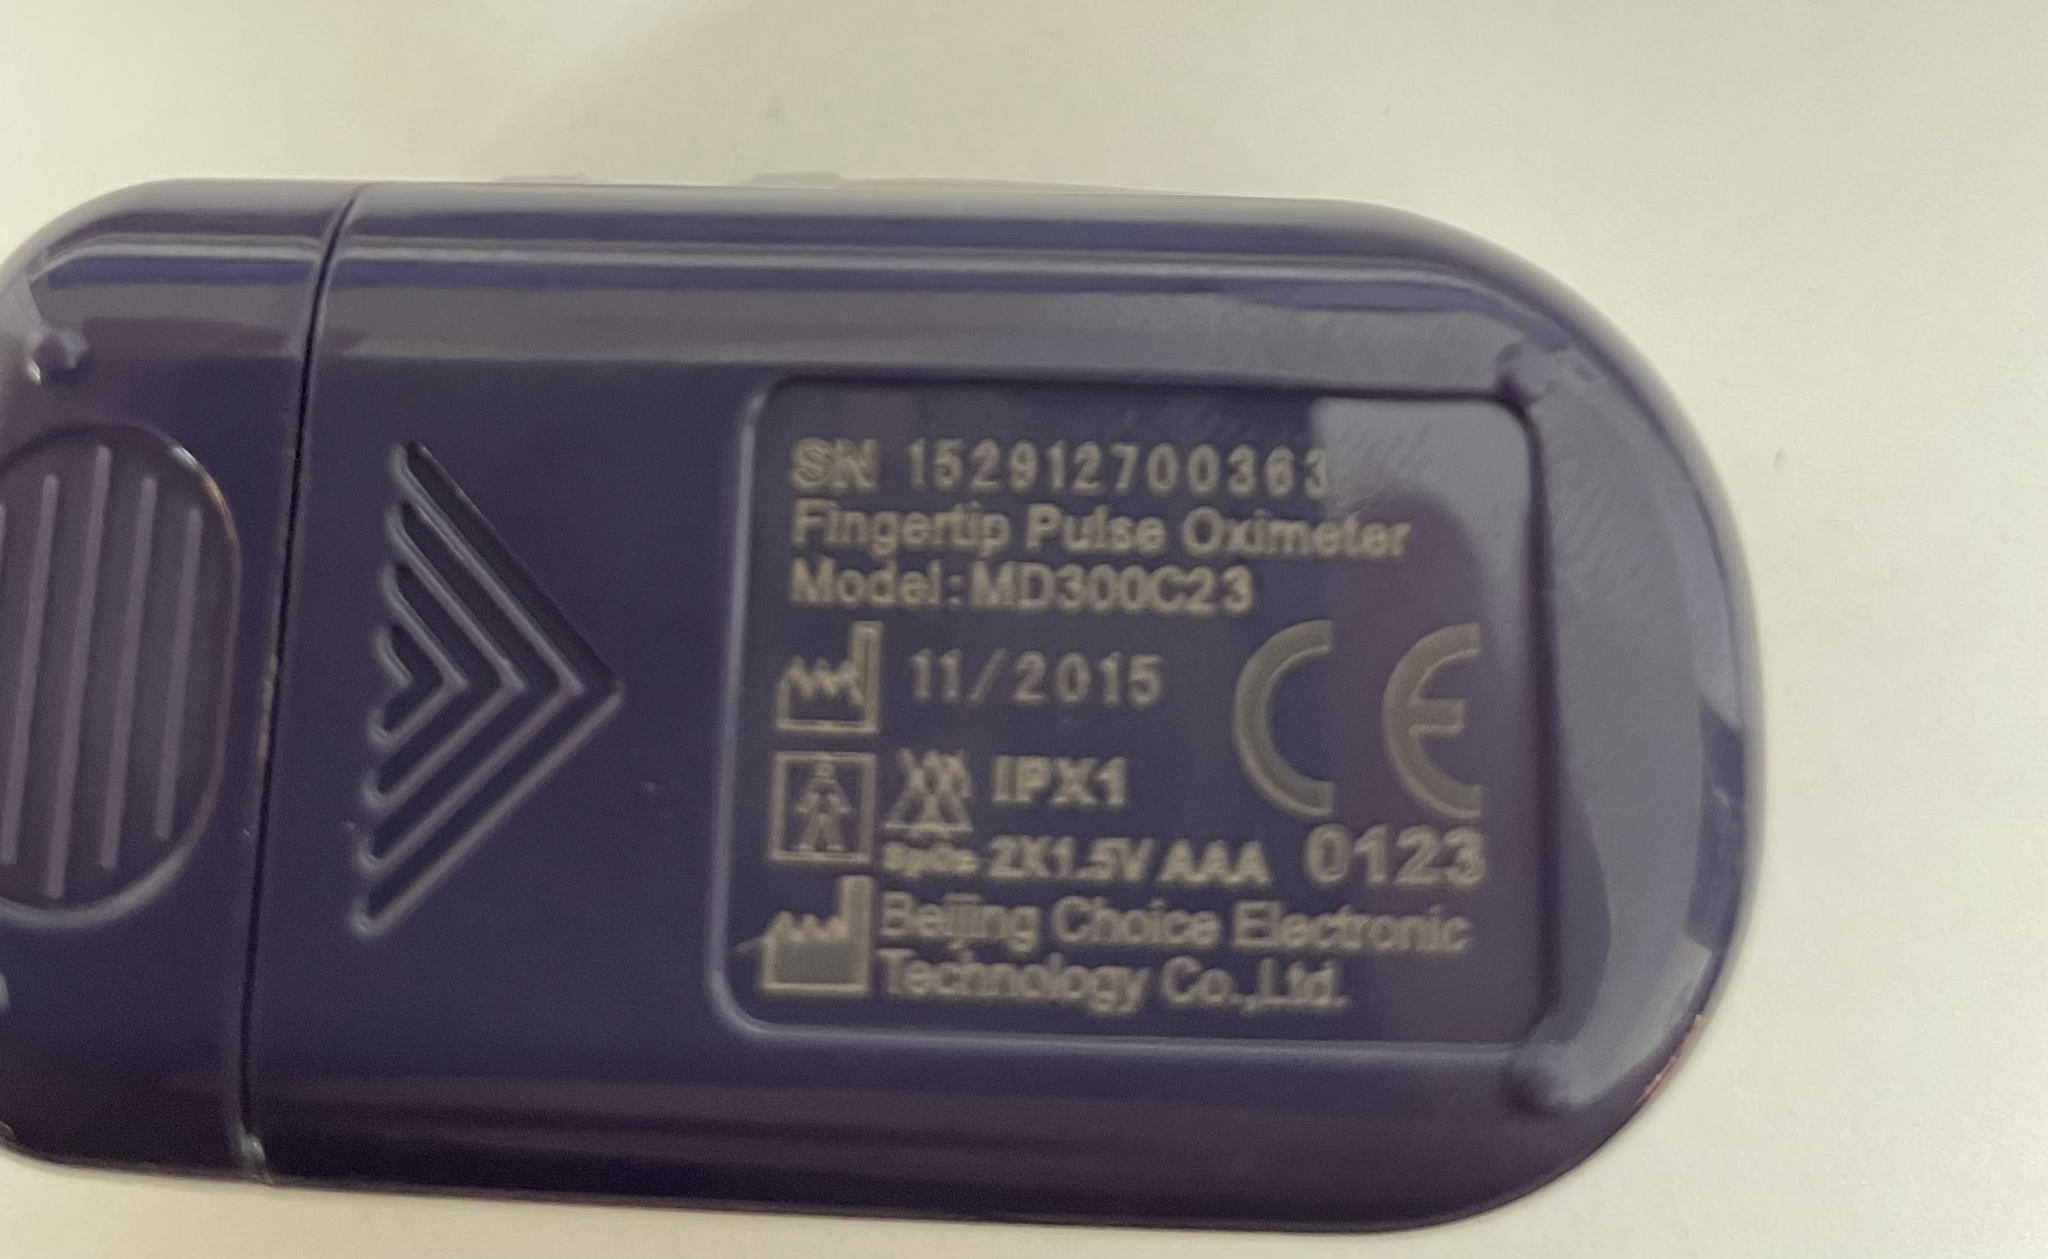 SN 152912700363
Fingertip Pulse Oximeter
Model:MD300C23
11/2015
CE
IPX1
SpO₂ 2X1.5V AAA 0123
Beijing Choice Electronic
Technology Co.,Ltd.